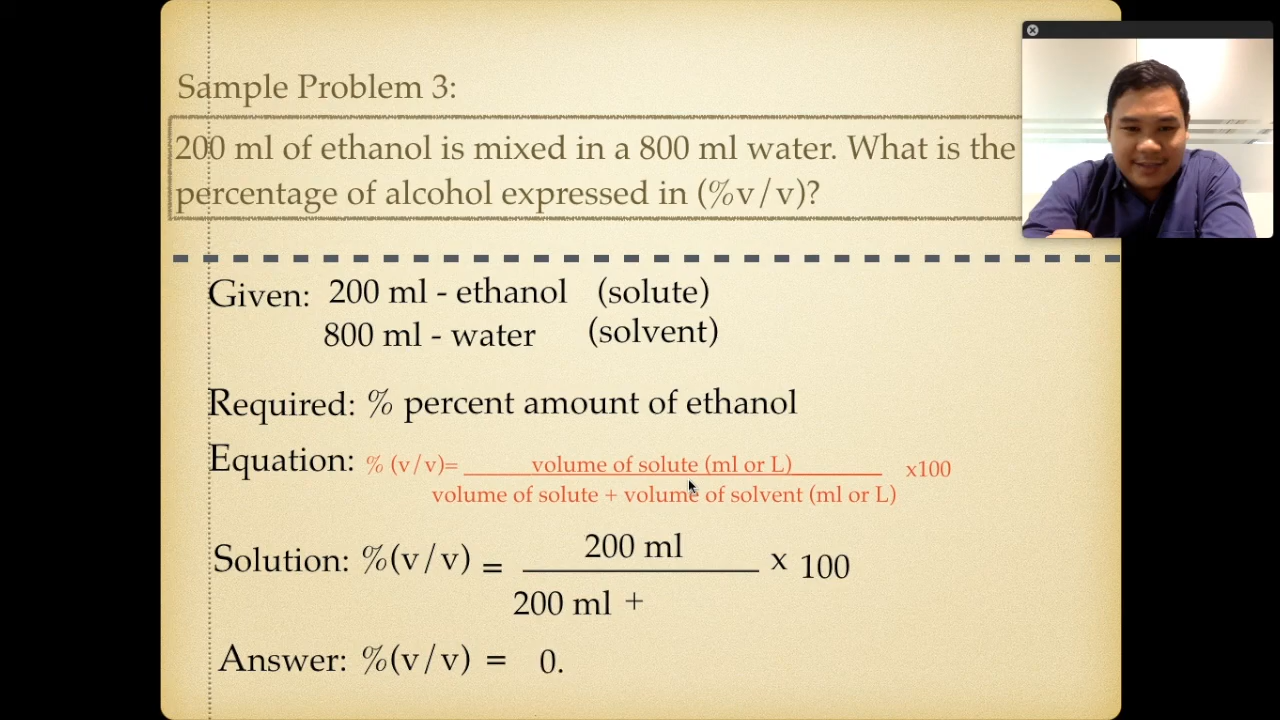 Sample Problem 3:
200 ml of ethanol is mixed in a 800 ml water. What is the
percentage of alcohol expressed in (%v/v)?
Given: 200 ml - ethanol (solute)
800 ml - water (solvent)
Required: % percent amount of ethanol
Equation: % (v/v)= volume of solute (ml or L) x100
volume of solute + volume of solvent (ml or L)
Solution: %(v/v) = 200 ml x 100
200 ml +
Answer: %(v/v) = 0.